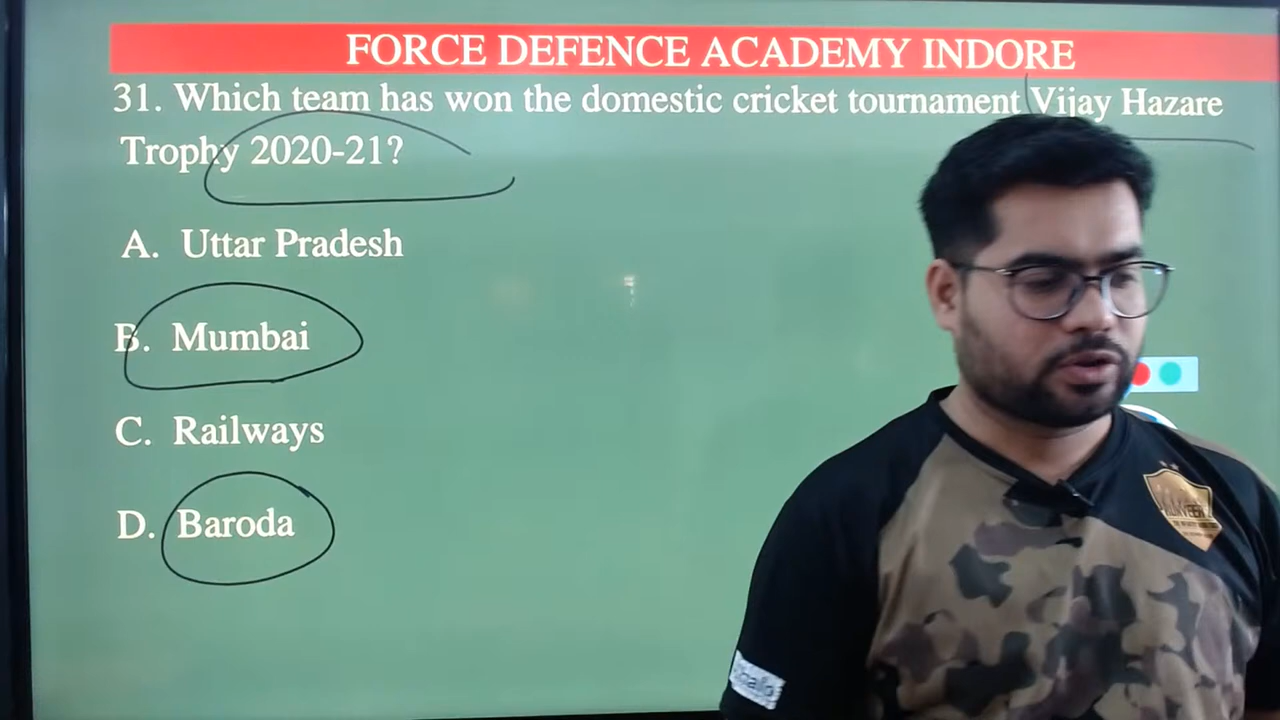 FORCE DEFENCE ACADEMY INDORE
31. Which team has won the domestic cricket tournament Vijay Hazare
Trophy 2020-21?
A. Uttar Pradesh
B. Mumbai
C. Railways
D. Baroda